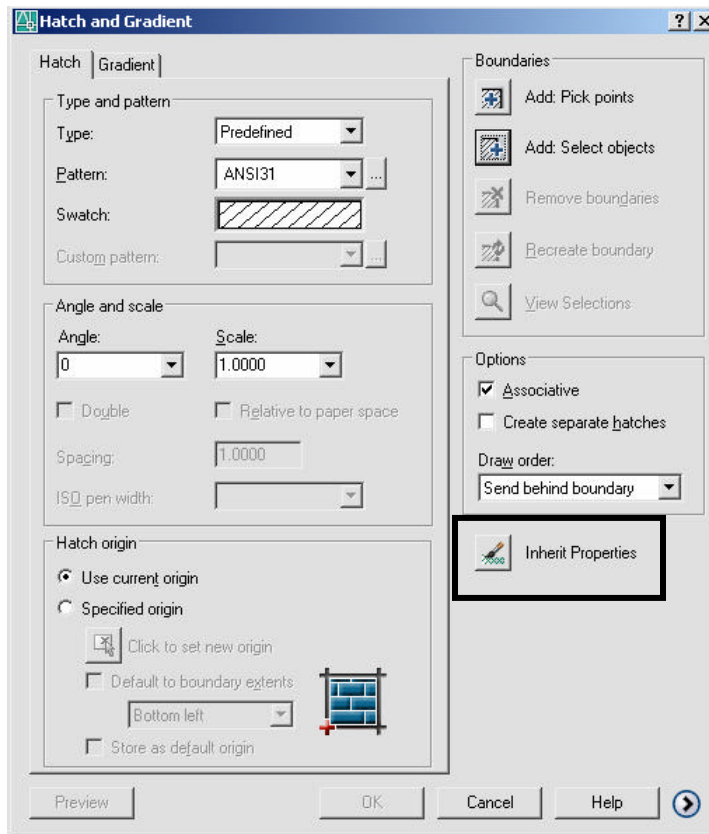 Hatch and Gradient
Hatch
Gradient
Type and pattern
Type:
Predefined
Pattern:
ANSI31
...
Swatch:
Custom pattern:
...
Angle and scale
Angle:
Scale:
0
1.0000
Double
Relative to paper space
Spacing:
1.0000
ISO pen width:
Hatch origin
Use current origin
Specified origin
Click to set new origin
Default to boundary extents
Bottom left
Store as default origin
Boundaries
Add: Pick points
Add: Select objects
Remove boundaries
Recreate boundary
View Selections
Options
Associative
Create separate hatches
Draw order:
Send behind boundary
Inherit Properties
Preview
OK
Cancel
Help